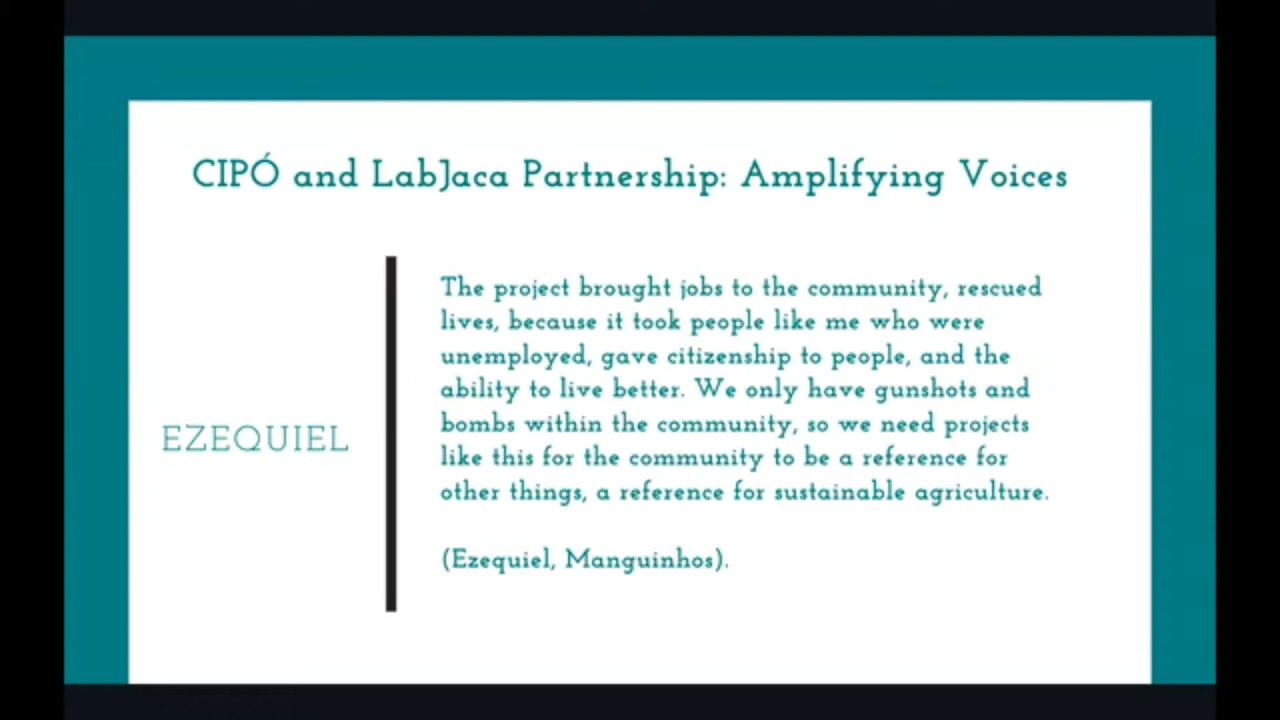 CIPÓ and LabJaca Partnership: Amplifying Voices
EZEQUIEL
The project brought jobs to the community, rescued
lives, because it took people like me who were
unemployed, gave citizenship to people, and the
ability to live better. We only have gunshots and
bombs within the community, so we need projects
like this for the community to be a reference for
other things, a reference for sustainable agriculture.
(Ezequiel, Manguinhos).